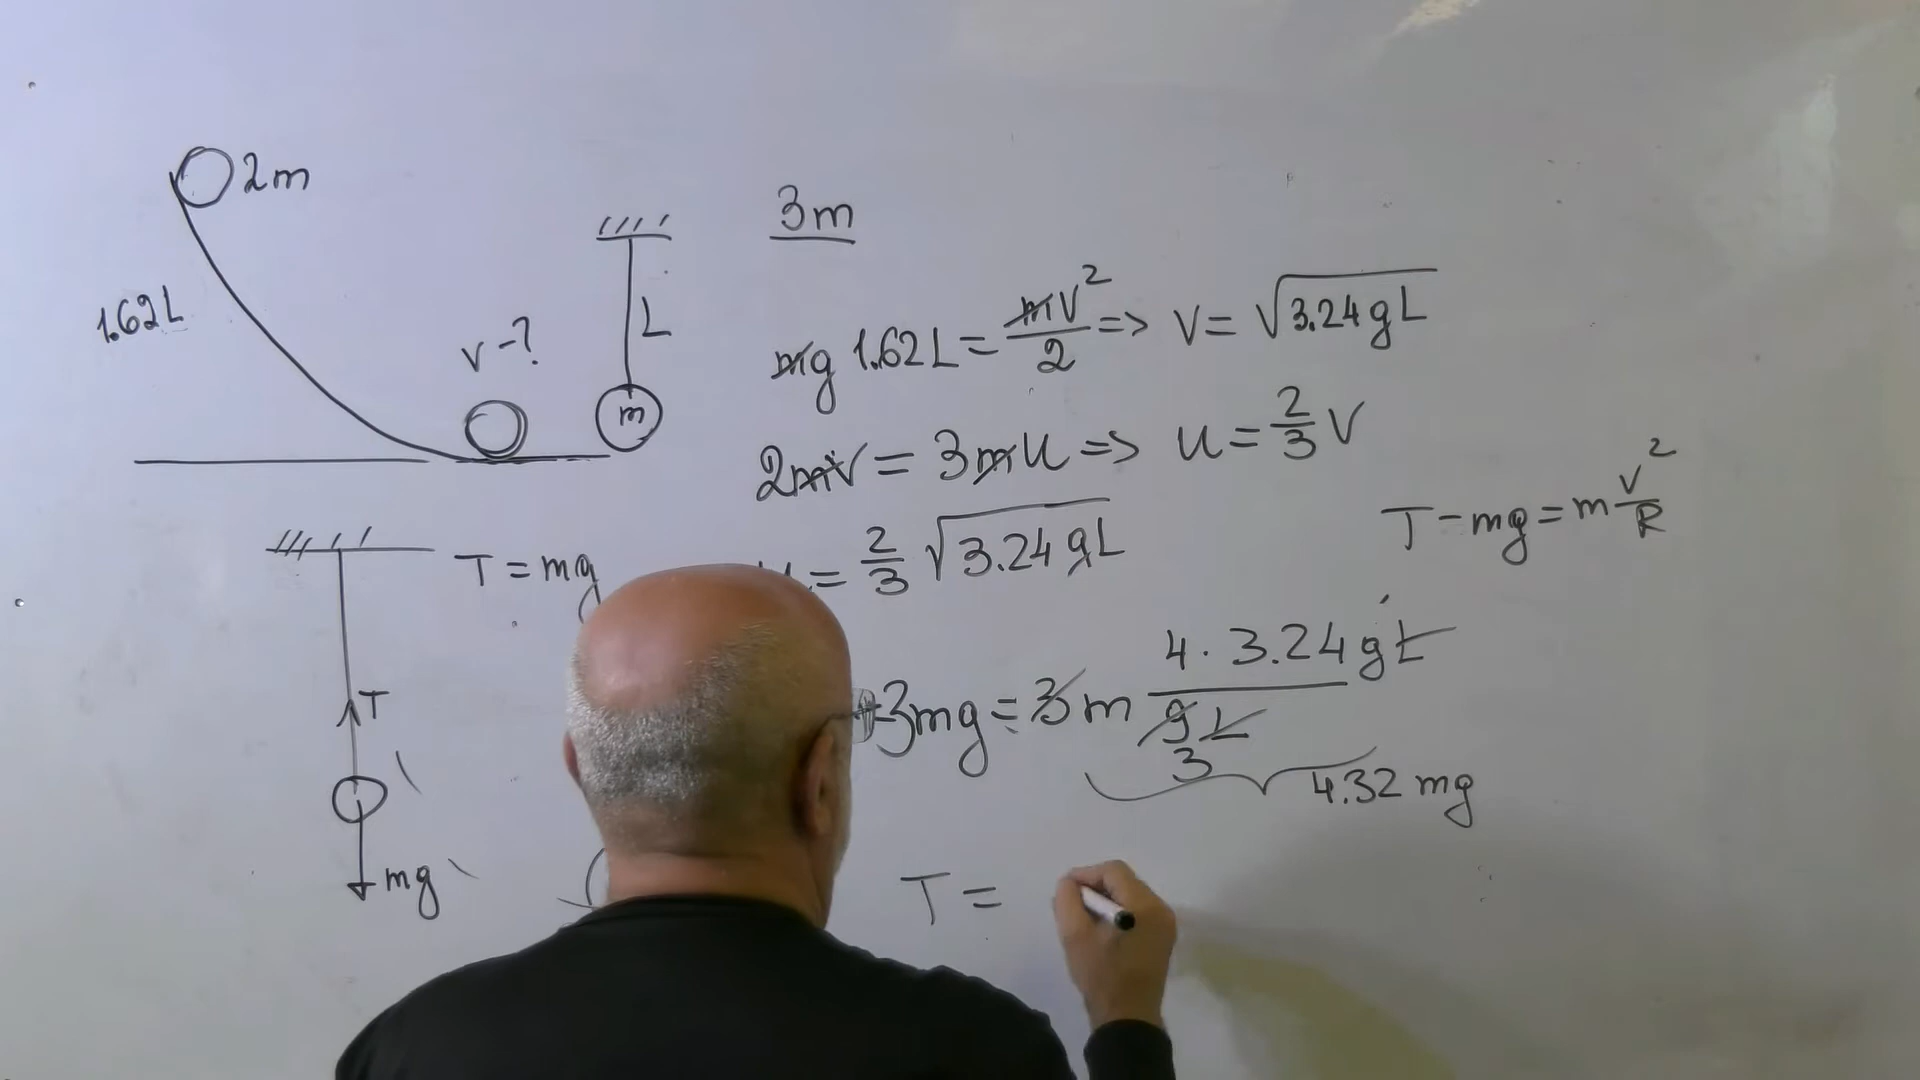 2m
1.62L
v-?
L
m
3m
mg 1.62L = mv²/2 => v = √3.24gL
2mv = 3mu => u = 2/3 v
T - mg = m v²/R
T = mg
= 2/3 √3.24gL
-3mg = 3m 4·3.24gL/9L
3
4.32 mg
T
mg
T =